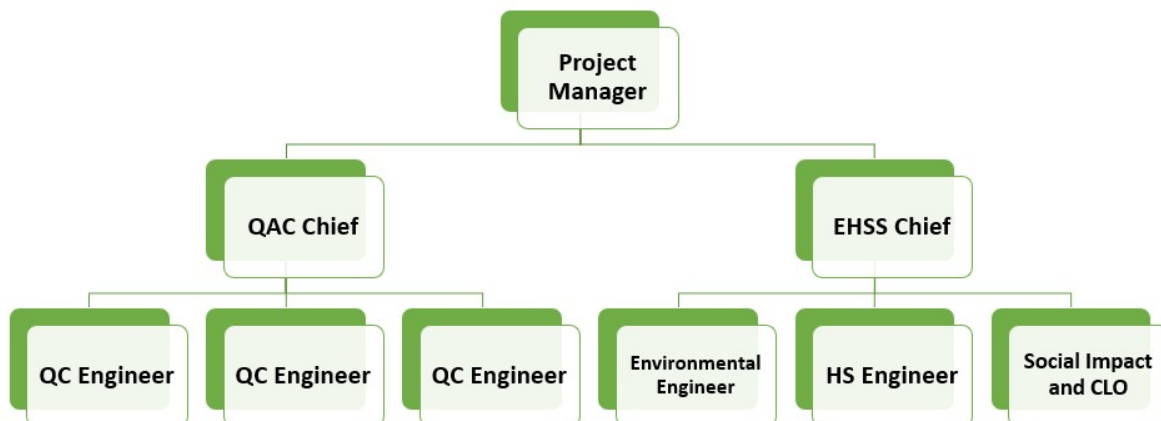 Project
Manager
QAC Chief
EHSS Chief
QC Engineer
QC Engineer
QC Engineer
Environmental
Engineer
HS Engineer
Social Impact
and CLO